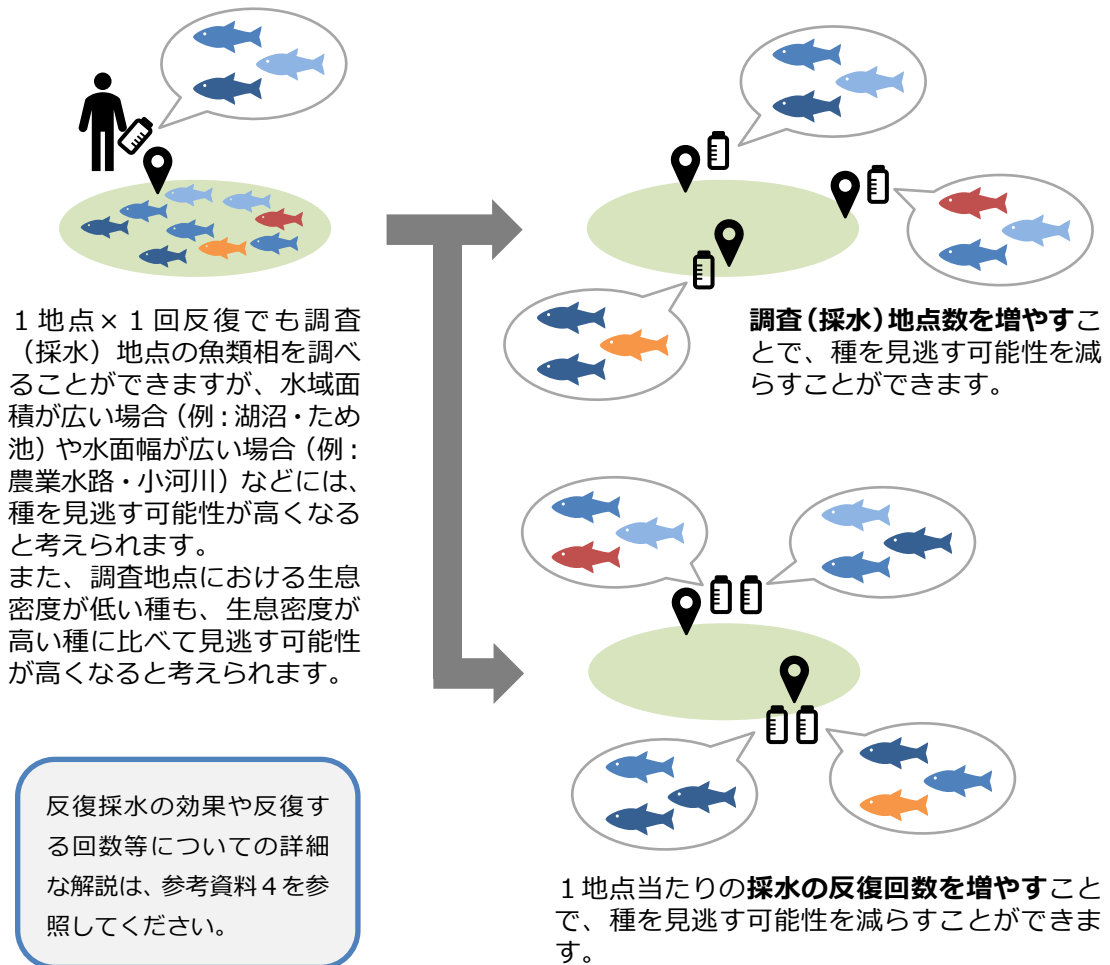 １地点×１回反復でも調査
（採水）地点の魚類相を調べ
ることができますが、水域面
積が広い場合（例：湖沼・ため
池）や水面幅が広い場合（例：
農業水路・小河川）などには、
種を見逃す可能性が高くなる
と考えられます。
また、調査地点における生息
密度が低い種も、生息密度が
高い種に比べて見逃す可能性
が高くなると考えられます。
反復採水の効果や反復す
る回数等についての詳細
な解説は、参考資料４を参
照してください。
調査（採水）地点数を増やすこ
とで、種を見逃す可能性を減
らすことができます。
１地点当たりの採水の反復回数を増やすこと
で、種を見逃す可能性を減らすことができま
す。